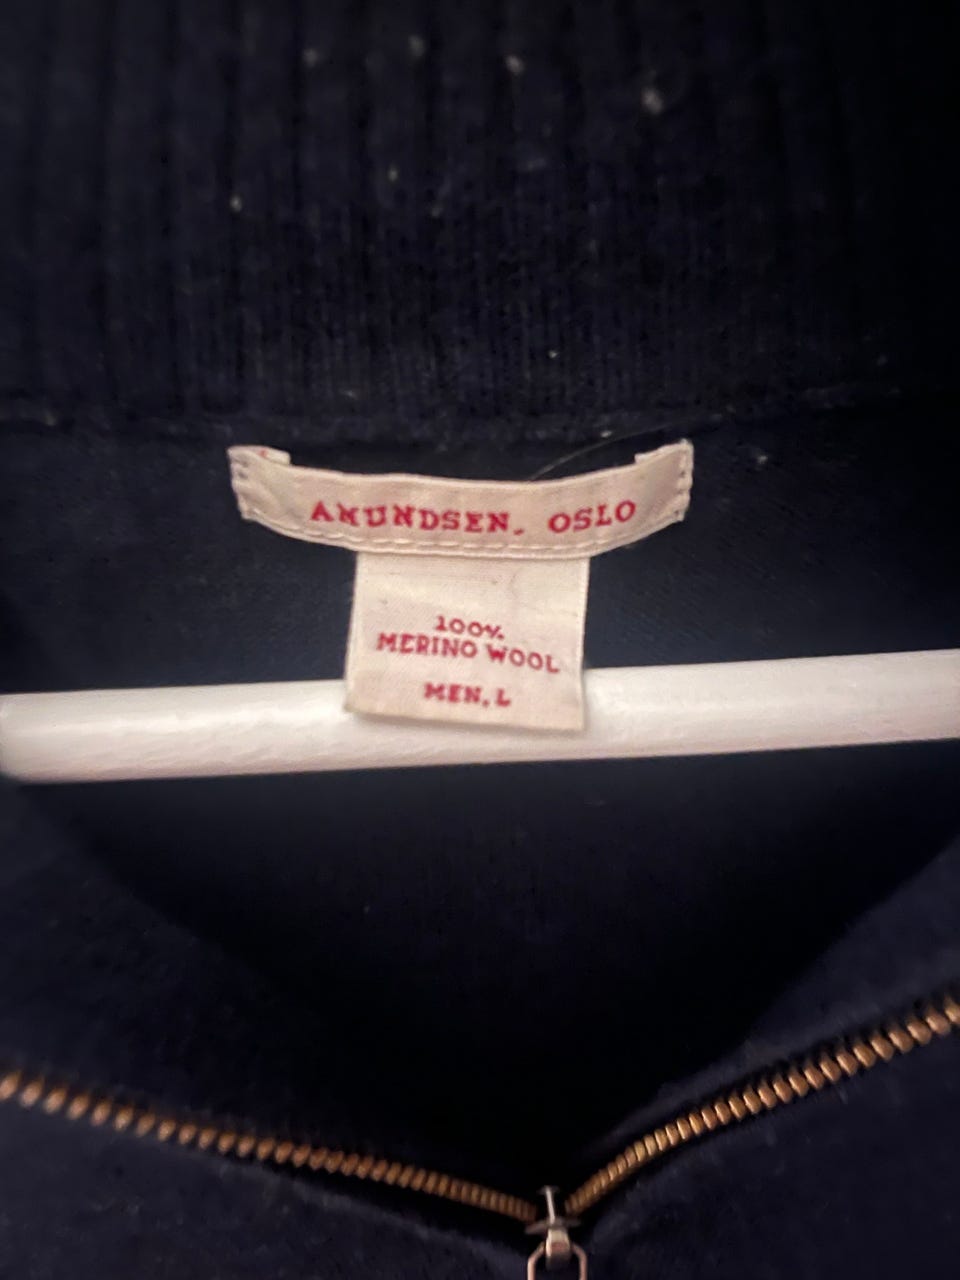 AMUNDSEN, OSLO
100%
MERINO WOOL
MEN, L